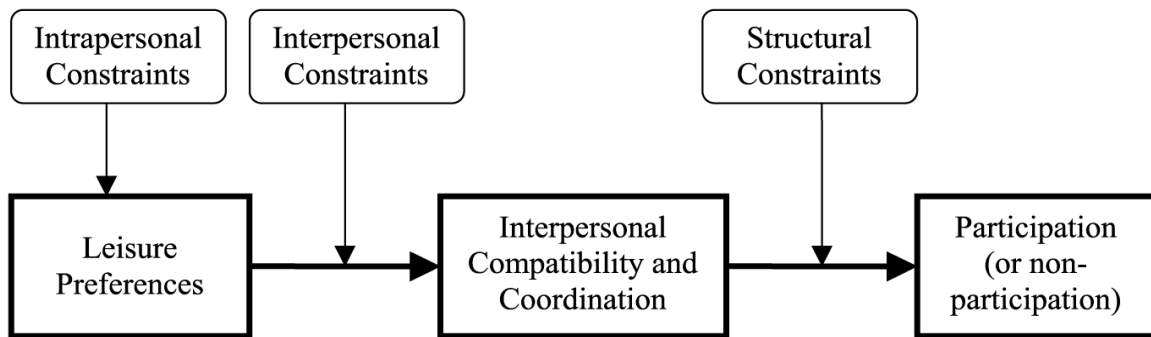 Intrapersonal
Constraints
Interpersonal
Constraints
Structural
Constraints
Leisure
Preferences
Interpersonal
Compatibility and
Coordination
Participation
(or non-
participation)